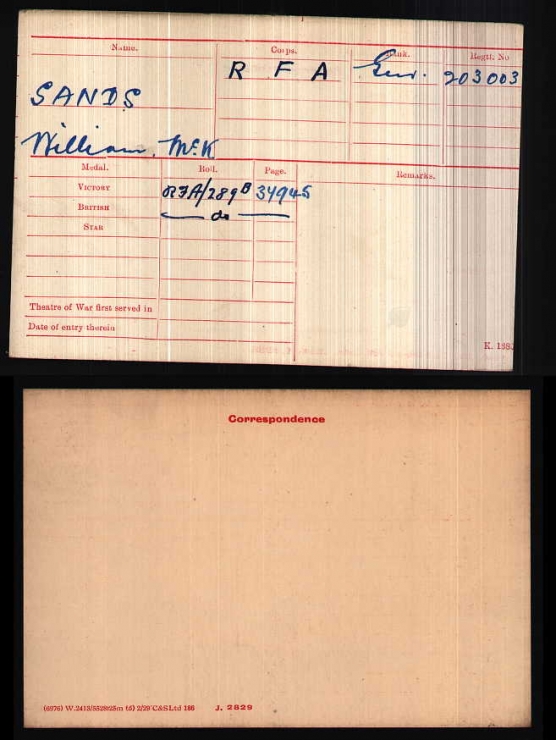 Name. Corps. Rank. Regtl. No
R F A Gnr. 203003
SANDS
William. McK
Medal. Roll. Page. Remarks.
VICTORY RFA/289B 34945
BRITISH do
STAR
Theatre of War first served in
Date of entry therein
Correspondence
J. 2829